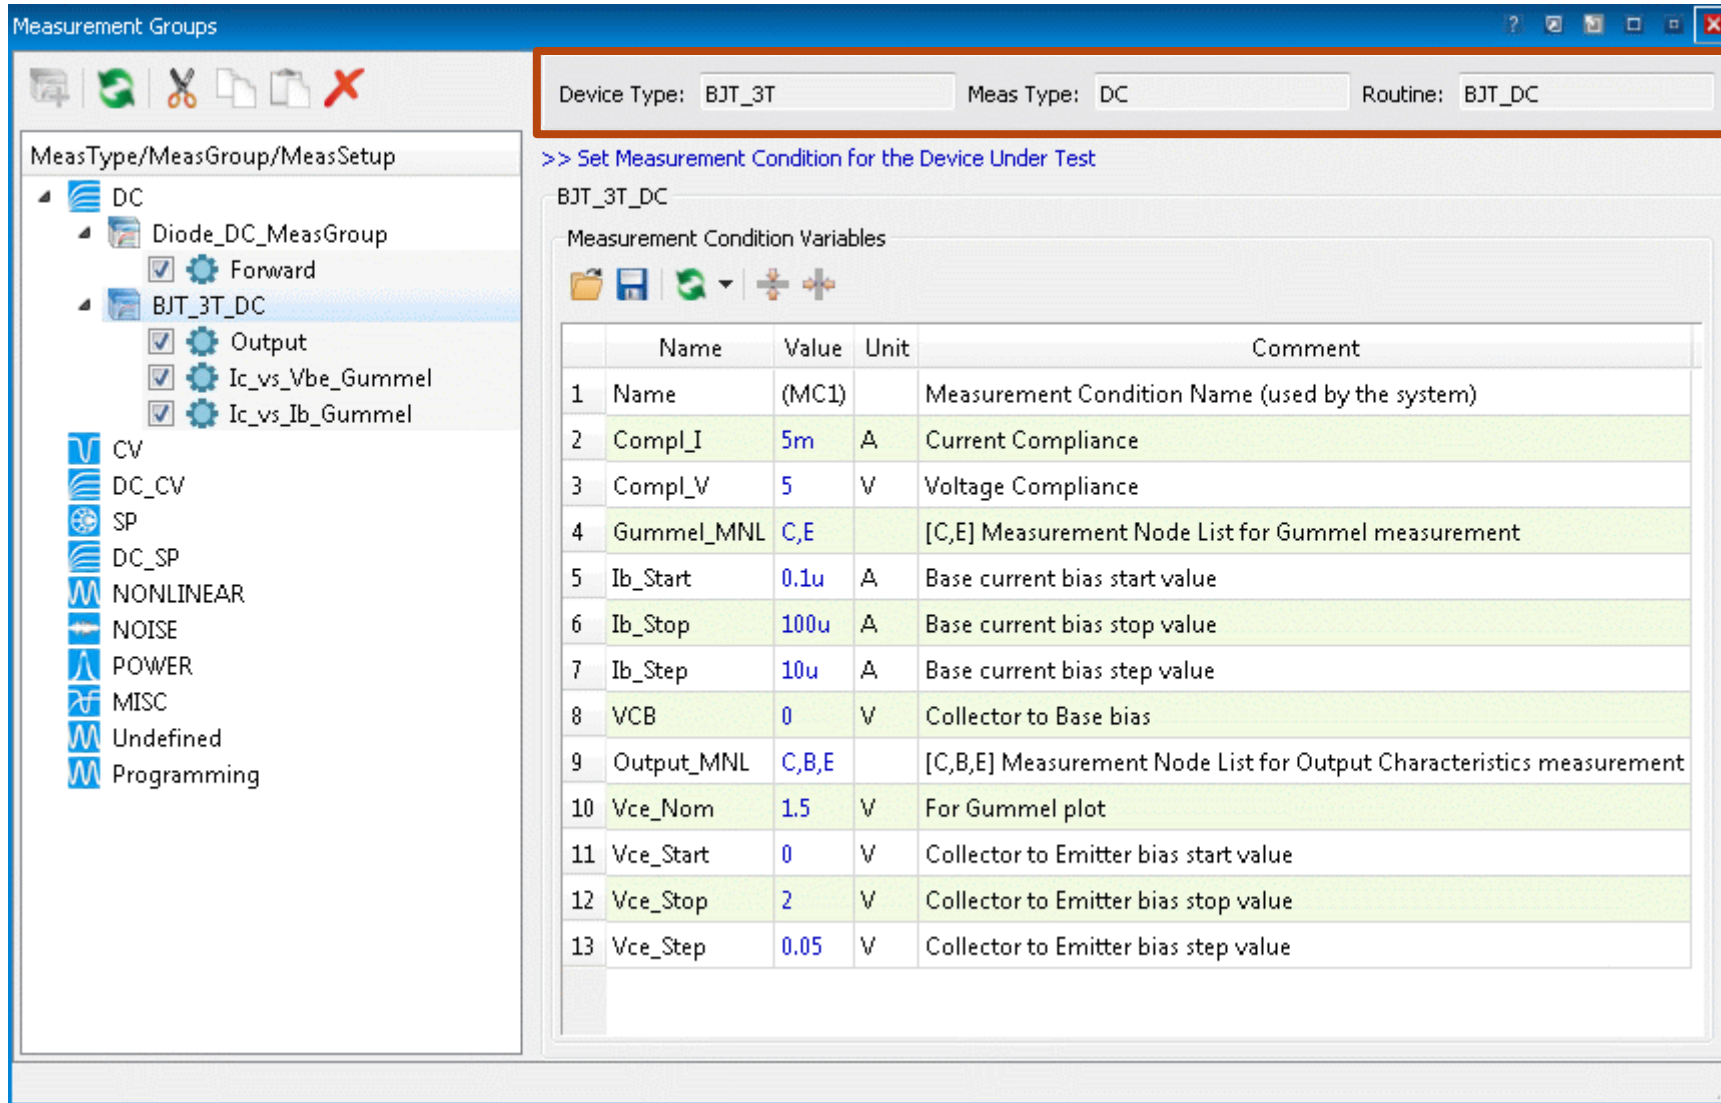 Measurement Groups
Device Type: BJT_3T Meas Type: DC Routine: BJT_DC
MeasType/MeasGroup/MeasSetup
DC
Diode_DC_MeasGroup
Forward
BJT_3T_DC
Output
Ic_vs_Vbe_Gummel
Ic_vs_Ib_Gummel
CV
DC_CV
SP
DC_SP
NONLINEAR
NOISE
POWER
MISC
Undefined
Programming
>> Set Measurement Condition for the Device Under Test
BJT_3T_DC
Measurement Condition Variables
Name Value Unit Comment
1 Name (MC1) Measurement Condition Name (used by the system)
2 Compl_I 5m A Current Compliance
3 Compl_V 5 V Voltage Compliance
4 Gummel_MNL C,E [C,E] Measurement Node List for Gummel measurement
5 Ib_Start 0.1u A Base current bias start value
6 Ib_Stop 100u A Base current bias stop value
7 Ib_Step 10u A Base current bias step value
8 VCB 0 V Collector to Base bias
9 Output_MNL C,B,E [C,B,E] Measurement Node List for Output Characteristics measurement
10 Vce_Nom 1.5 V For Gummel plot
11 Vce_Start 0 V Collector to Emitter bias start value
12 Vce_Stop 2 V Collector to Emitter bias stop value
13 Vce_Step 0.05 V Collector to Emitter bias step value